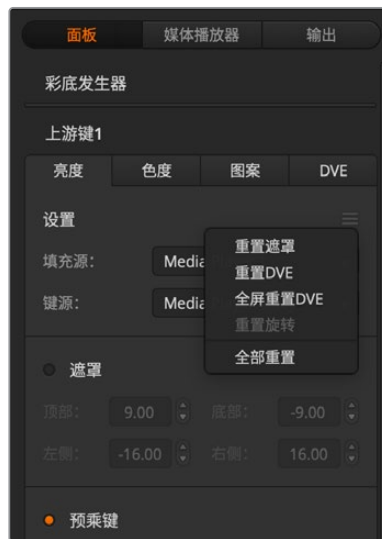 面板 媒体播放器 输出
彩底发生器
上游键1
亮度 色度 图案 DVE
设置
重置遮罩
填充源: Media
重置DVE
键源: Media
全屏重置DVE
重置旋转
全部重置
遮罩
顶部: 9.00 底部: -9.00
左侧: -16.00 右侧: 16.00
预乘键